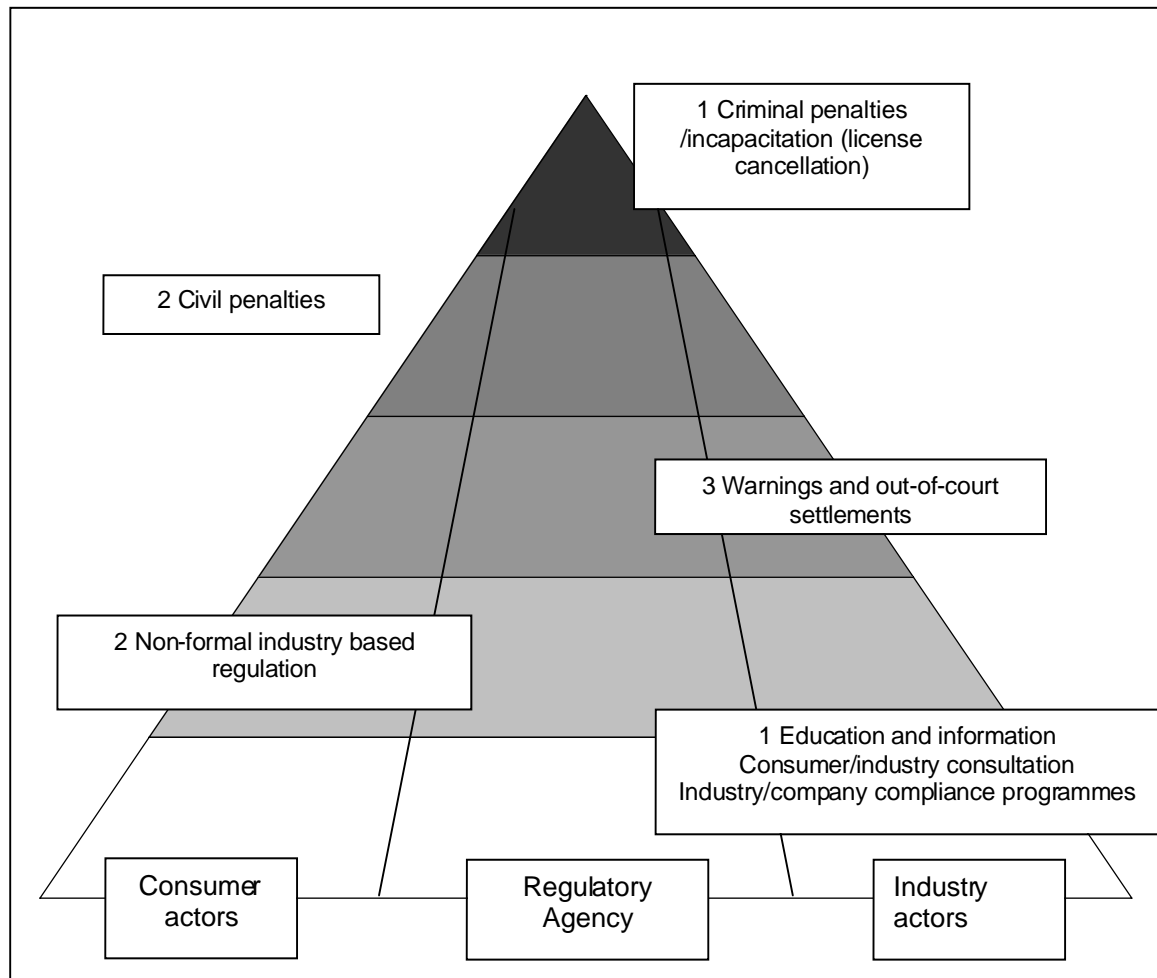 1 Criminal penalties
/incapacitation (license
cancellation)
2 Civil penalties
3 Warnings and out-of-court
settlements
2 Non-formal industry based
regulation
1 Education and information
Consumer/industry consultation
Industry/company compliance programmes
Consumer
actors
Regulatory
Agency
Industry
actors